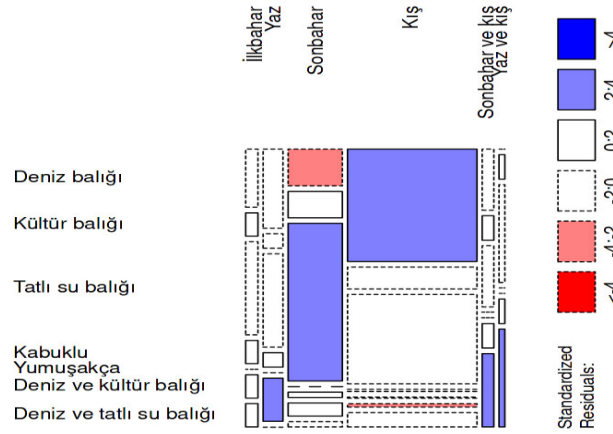 İlkbahar
Yaz
Sonbahar
Kış
Sonbahar ve kış
Yaz ve kış
Deniz balığı
Kültür balığı
Tatlı su balığı
Kabuklu
Yumuşakça
Deniz ve kültür balığı
Deniz ve tatlı su balığı
Standardized
Residuals:
<-4
-4:-2
-2:0
0:2
2:4
>4